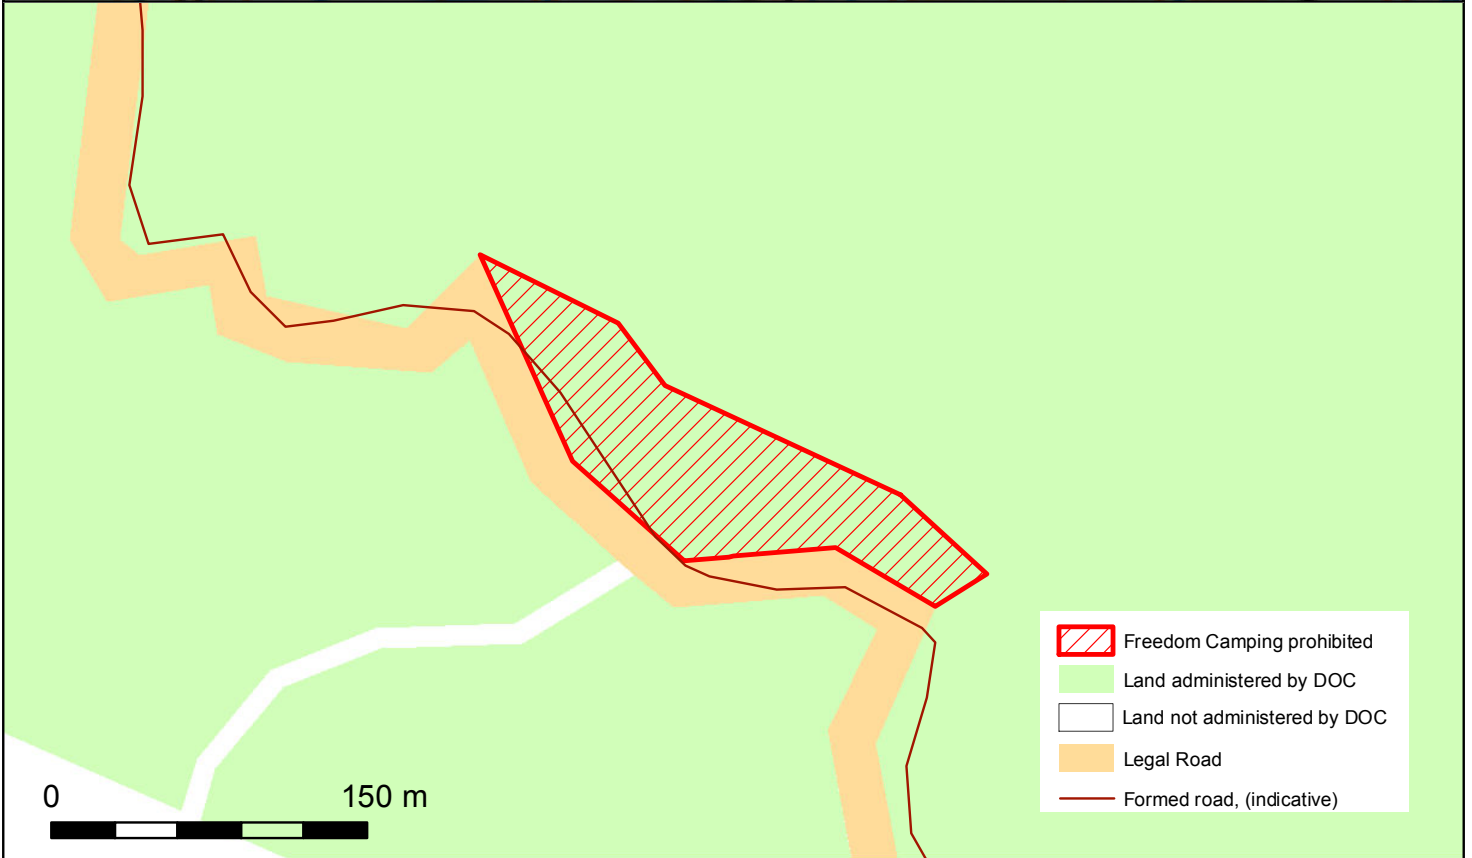 Freedom Camping prohibited
Land administered by DOC
Land not administered by DOC
Legal Road
Formed road, (indicative)
0 150 m